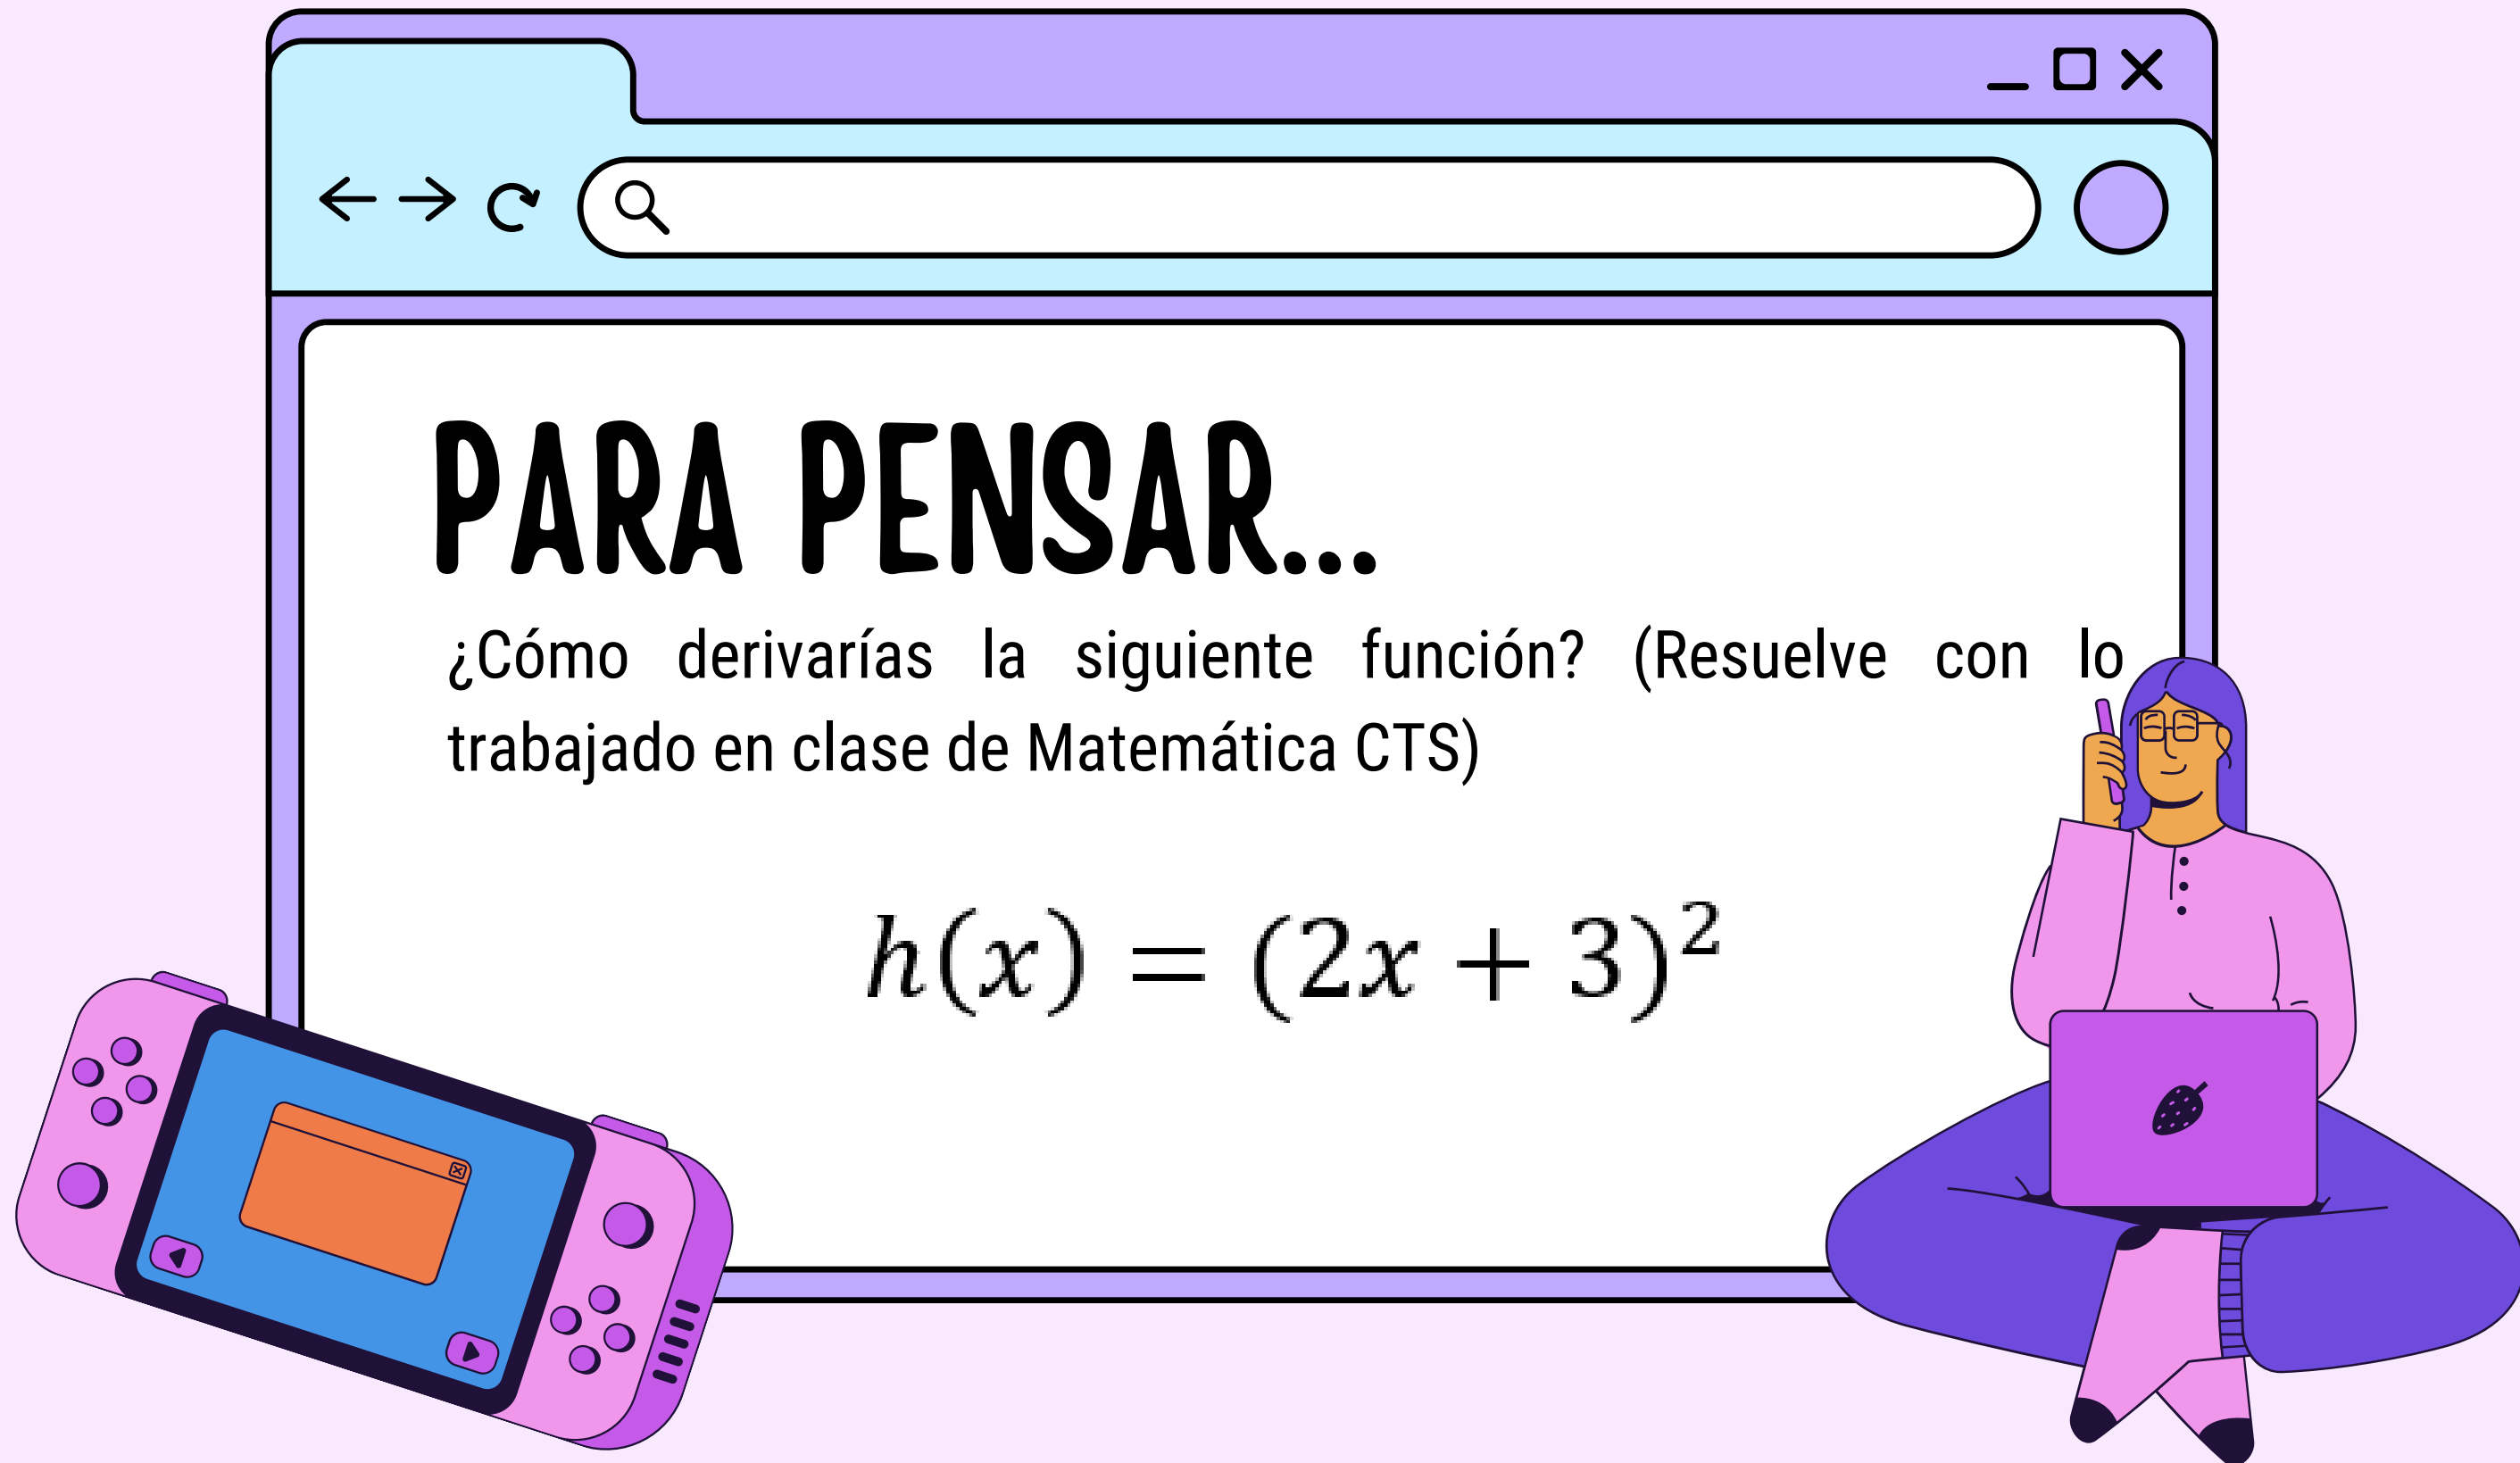 PARA PENSAR...
¿Cómo derivarías la siguiente función? (Resuelve con lo
trabajado en clase de Matemática CTS)
h(x) = (2x + 3)²